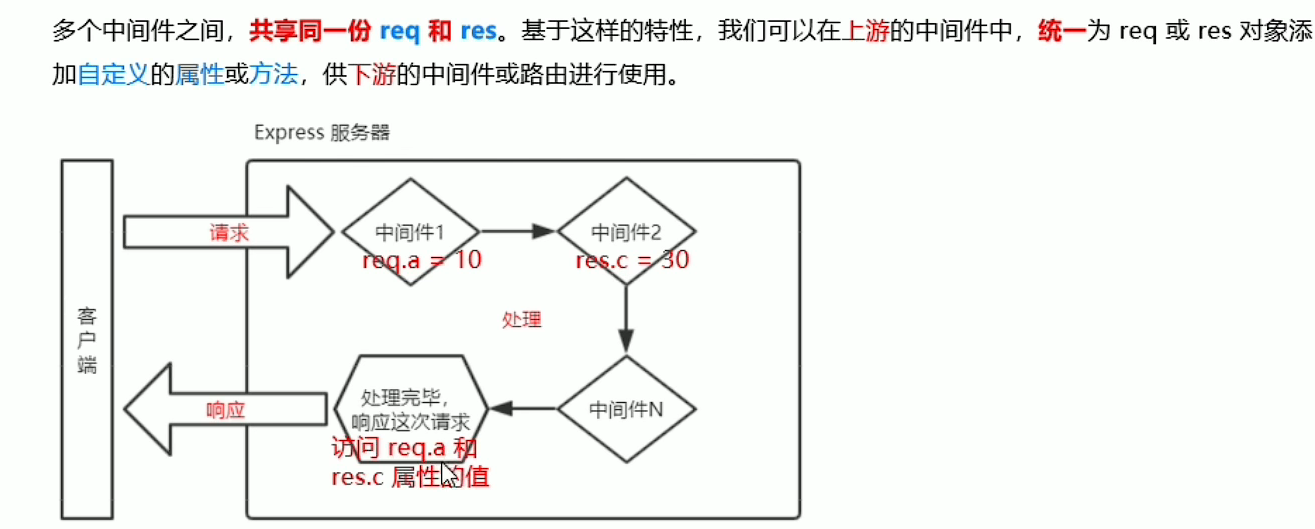 多个中间件之间，共享同一份 req 和 res。基于这样的特性，我们可以在上游的中间件中，统一为 req 或 res 对象添
加自定义的属性或方法，供下游的中间件或路由进行使用。
Express 服务器
请求
中间件1
req.a = 10
中间件2
res.c = 30
客户端
处理
处理完毕，
响应这次请求
访问 req.a 和
res.c 属性的值
中间件N
响应